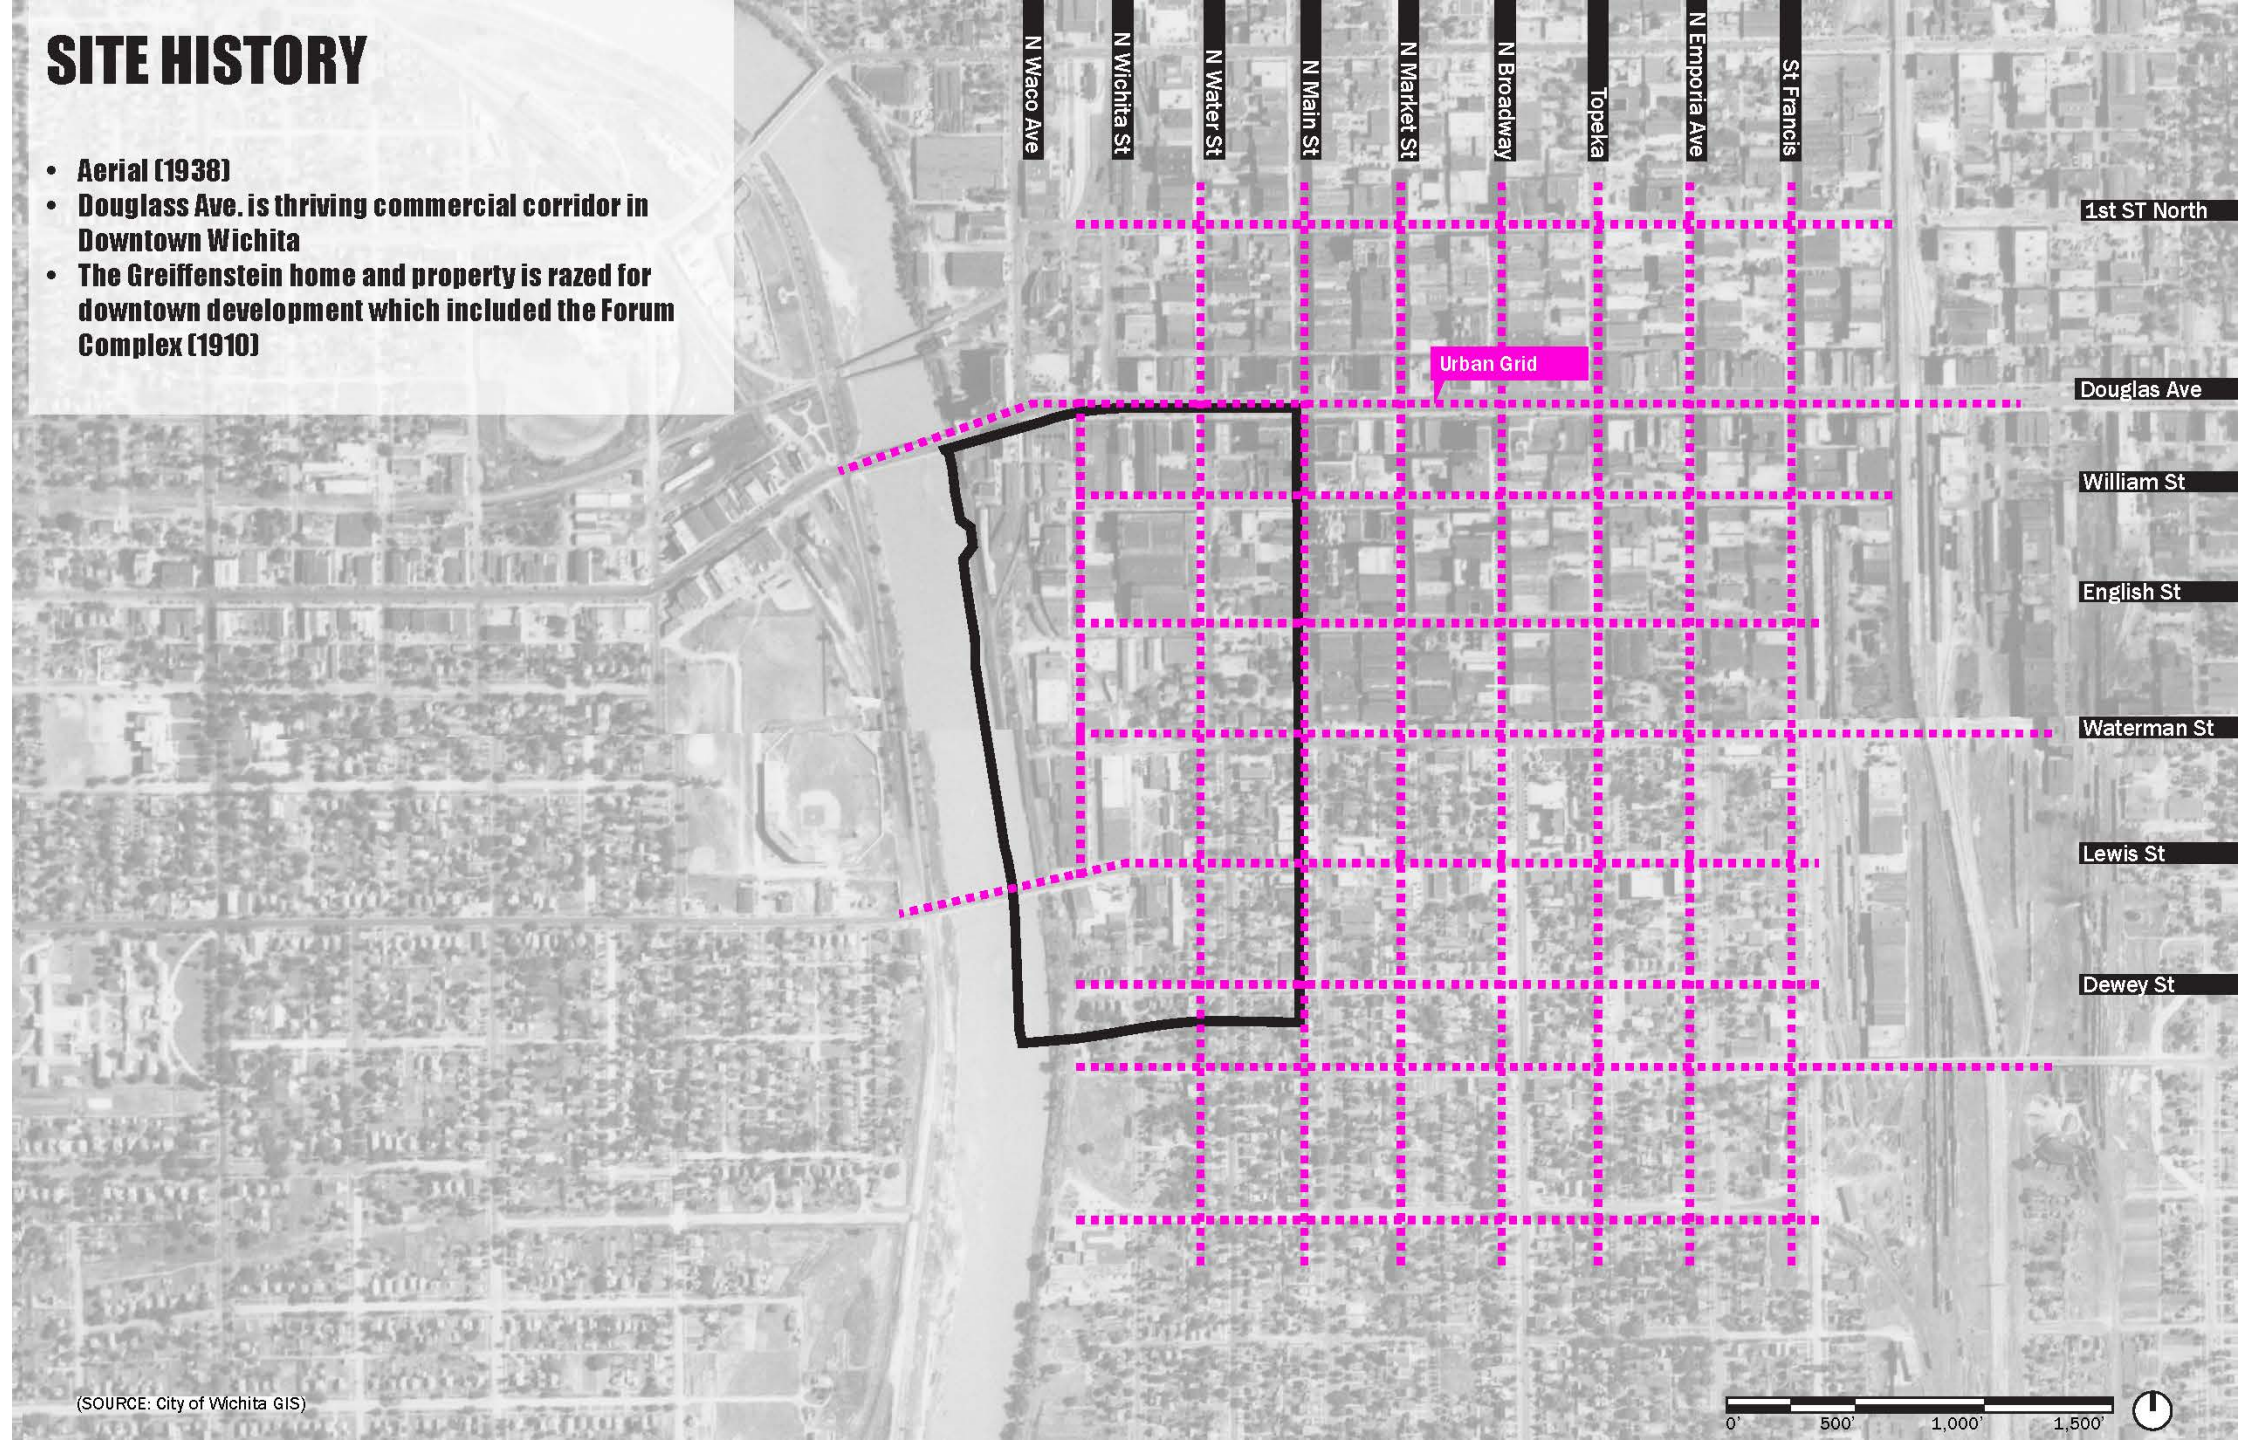 SITE HISTORY
• Aerial (1938)
• Douglass Ave. is thriving commercial corridor in
Downtown Wichita
• The Greiffenstein home and property is razed for
downtown development which included the Forum
Complex (1910)
N Waco Ave
N Wichita St
N Water St
N Main St
N Market St
N Broadway
Topeka
N Emporia Ave
St Francis
1st ST North
Urban Grid
Douglas Ave
William St
English St
Waterman St
Lewis St
Dewey St
(SOURCE: City of Wichita GIS)
0' 500' 1,000' 1,500'